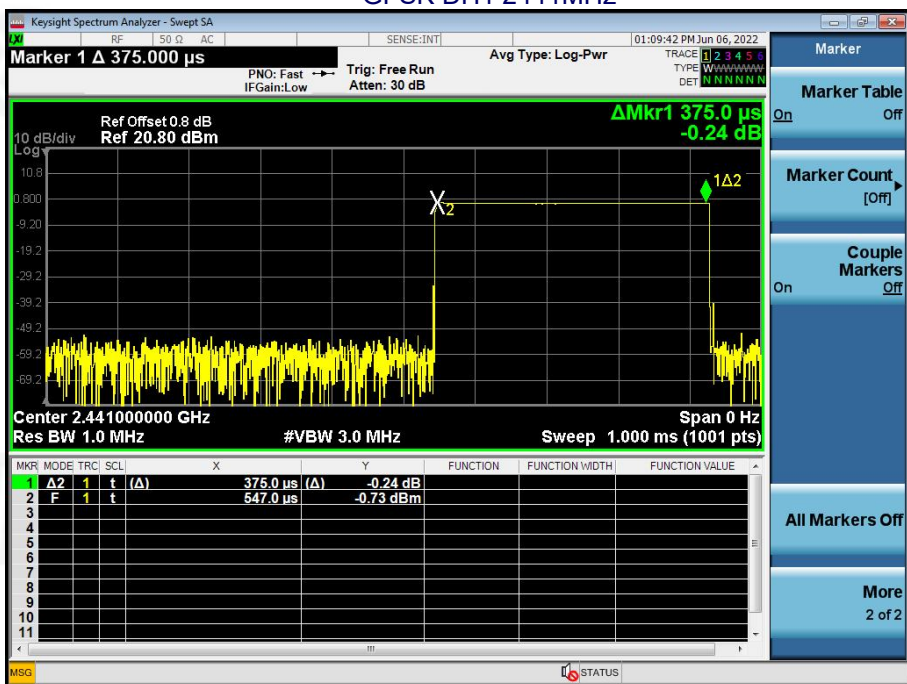 GFSK DH1 2441MHz
Keysight Spectrum Analyzer - Swept SA
LXI RF 50 Ω AC SENSE:INT 01:09:42 PM Jun 06, 2022
Marker 1 Δ 375.000 µs Avg Type: Log-Pwr TRACE 1 2 3 4 5 6
PNO: Fast Trig: Free Run TYPE WWWWWW
IFGain:Low Atten: 30 dB DET N N N N N N
ΔMkr1 375.0 µs
-0.24 dB
Ref Offset 0.8 dB
10 dB/div Ref 20.80 dBm
Log
10.8
0.800
-9.20
-19.2
-29.2
-39.2
-49.2
-59.2
-69.2
X2
1Δ2
Center 2.441000000 GHz Span 0 Hz
Res BW 1.0 MHz #VBW 3.0 MHz Sweep 1.000 ms (1001 pts)
MKR MODE TRC SCL X Y FUNCTION FUNCTION WIDTH FUNCTION VALUE
1 Δ2 1 t (Δ) 375.0 µs (Δ) -0.24 dB
2 F 1 t 547.0 µs -0.73 dBm
3
4
5
6
7
8
9
10
11
MSG STATUS
Marker
Marker Table
On Off
Marker Count
[Off]
Couple
Markers
On Off
All Markers Off
More
2 of 2